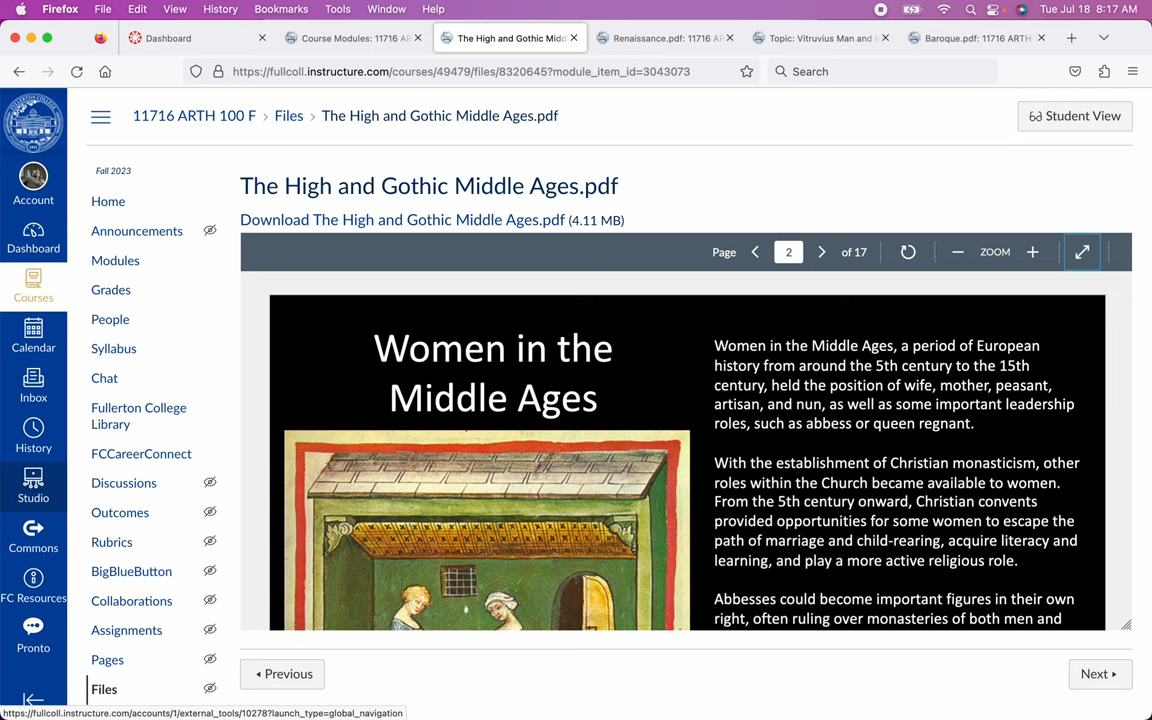 Firefox File Edit View History Bookmarks Tools Window Help Tue Jul 18 8:17 AM
Dashboard Course Modules: 11716 AR The High and Gothic Midd Renaissance.pdf: 11716 AR Topic: Vitruvius Man and Baroque.pdf: 11716 ARTH
https://fullcoll.instructure.com/courses/49479/files/8320645?module_item_id=3043073 Search
11716 ARTH 100 F › Files › The High and Gothic Middle Ages.pdf Student View
Account
Dashboard
Courses
Calendar
Inbox
History
Studio
Commons
FC Resources
Pronto
Fall 2023
Home
Announcements
Modules
Grades
People
Syllabus
Chat
Fullerton College
Library
FCCareerConnect
Discussions
Outcomes
Rubrics
BigBlueButton
Collaborations
Assignments
Pages
Files
The High and Gothic Middle Ages.pdf
Download The High and Gothic Middle Ages.pdf (4.11 MB)
Page 2 of 17 ZOOM
Women in the
Middle Ages
Women in the Middle Ages, a period of European
history from around the 5th century to the 15th
century, held the position of wife, mother, peasant,
artisan, and nun, as well as some important leadership
roles, such as abbess or queen regnant.
With the establishment of Christian monasticism, other
roles within the Church became available to women.
From the 5th century onward, Christian convents
provided opportunities for some women to escape the
path of marriage and child-rearing, acquire literacy and
learning, and play a more active religious role.
Abbesses could become important figures in their own
right, often ruling over monasteries of both men and
Previous Next
https://fullcoll.instructure.com/accounts/1/external_tools/10278?launch_type=global_navigation